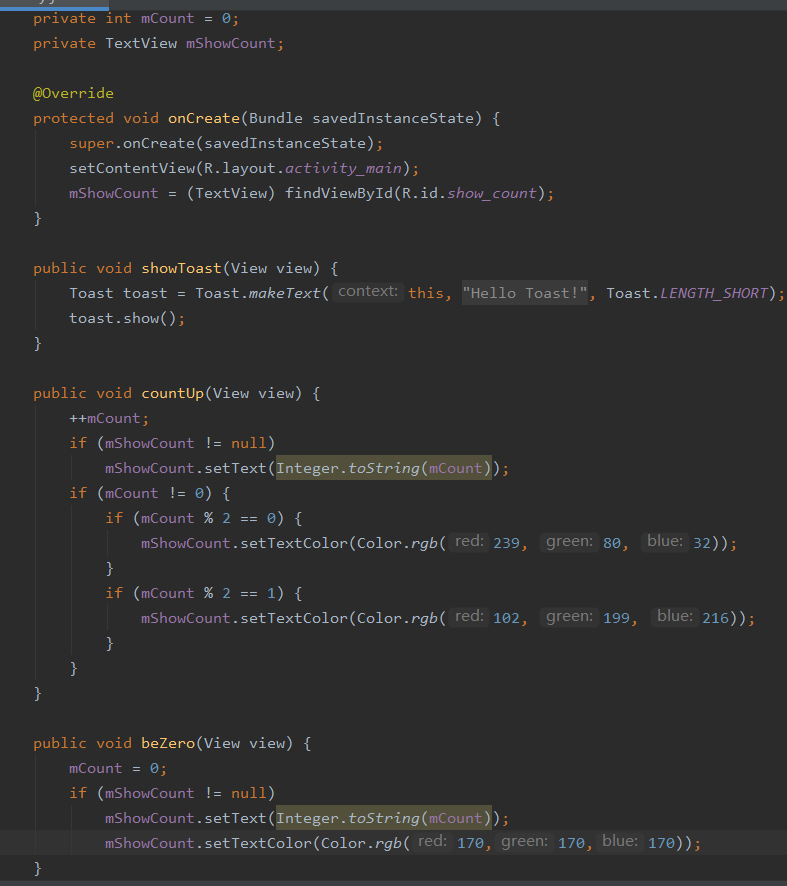 private int mCount = 0;
private TextView mShowCount;
@Override
protected void onCreate(Bundle savedInstanceState) {
super.onCreate(savedInstanceState);
setContentView(R.layout.activity_main);
mShowCount = (TextView) findViewById(R.id.show_count);
}
public void showToast(View view) {
Toast toast = Toast.makeText( context: this, "Hello Toast!", Toast.LENGTH_SHORT);
toast.show();
}
public void countUp(View view) {
++mCount;
if (mShowCount != null)
mShowCount.setText(Integer.toString(mCount));
if (mCount != 0) {
if (mCount % 2 == 0) {
mShowCount.setTextColor(Color.rgb( red: 239, green: 80, blue: 32));
}
if (mCount % 2 == 1) {
mShowCount.setTextColor(Color.rgb( red: 102, green: 199, blue: 216));
}
}
}
public void beZero(View view) {
mCount = 0;
if (mShowCount != null)
mShowCount.setText(Integer.toString(mCount));
mShowCount.setTextColor(Color.rgb( red: 170, green: 170, blue: 170));
}